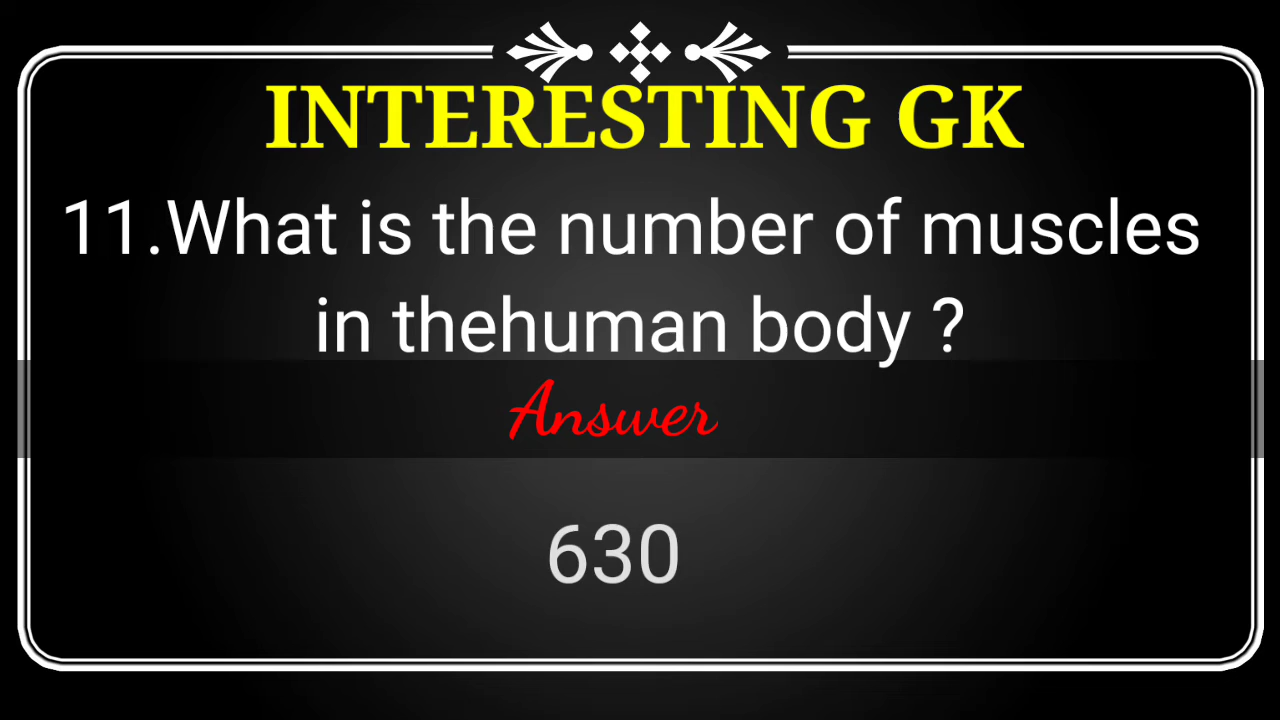 INTERESTING GK
11.What is the number of muscles
in thehuman body ?
Answer
630